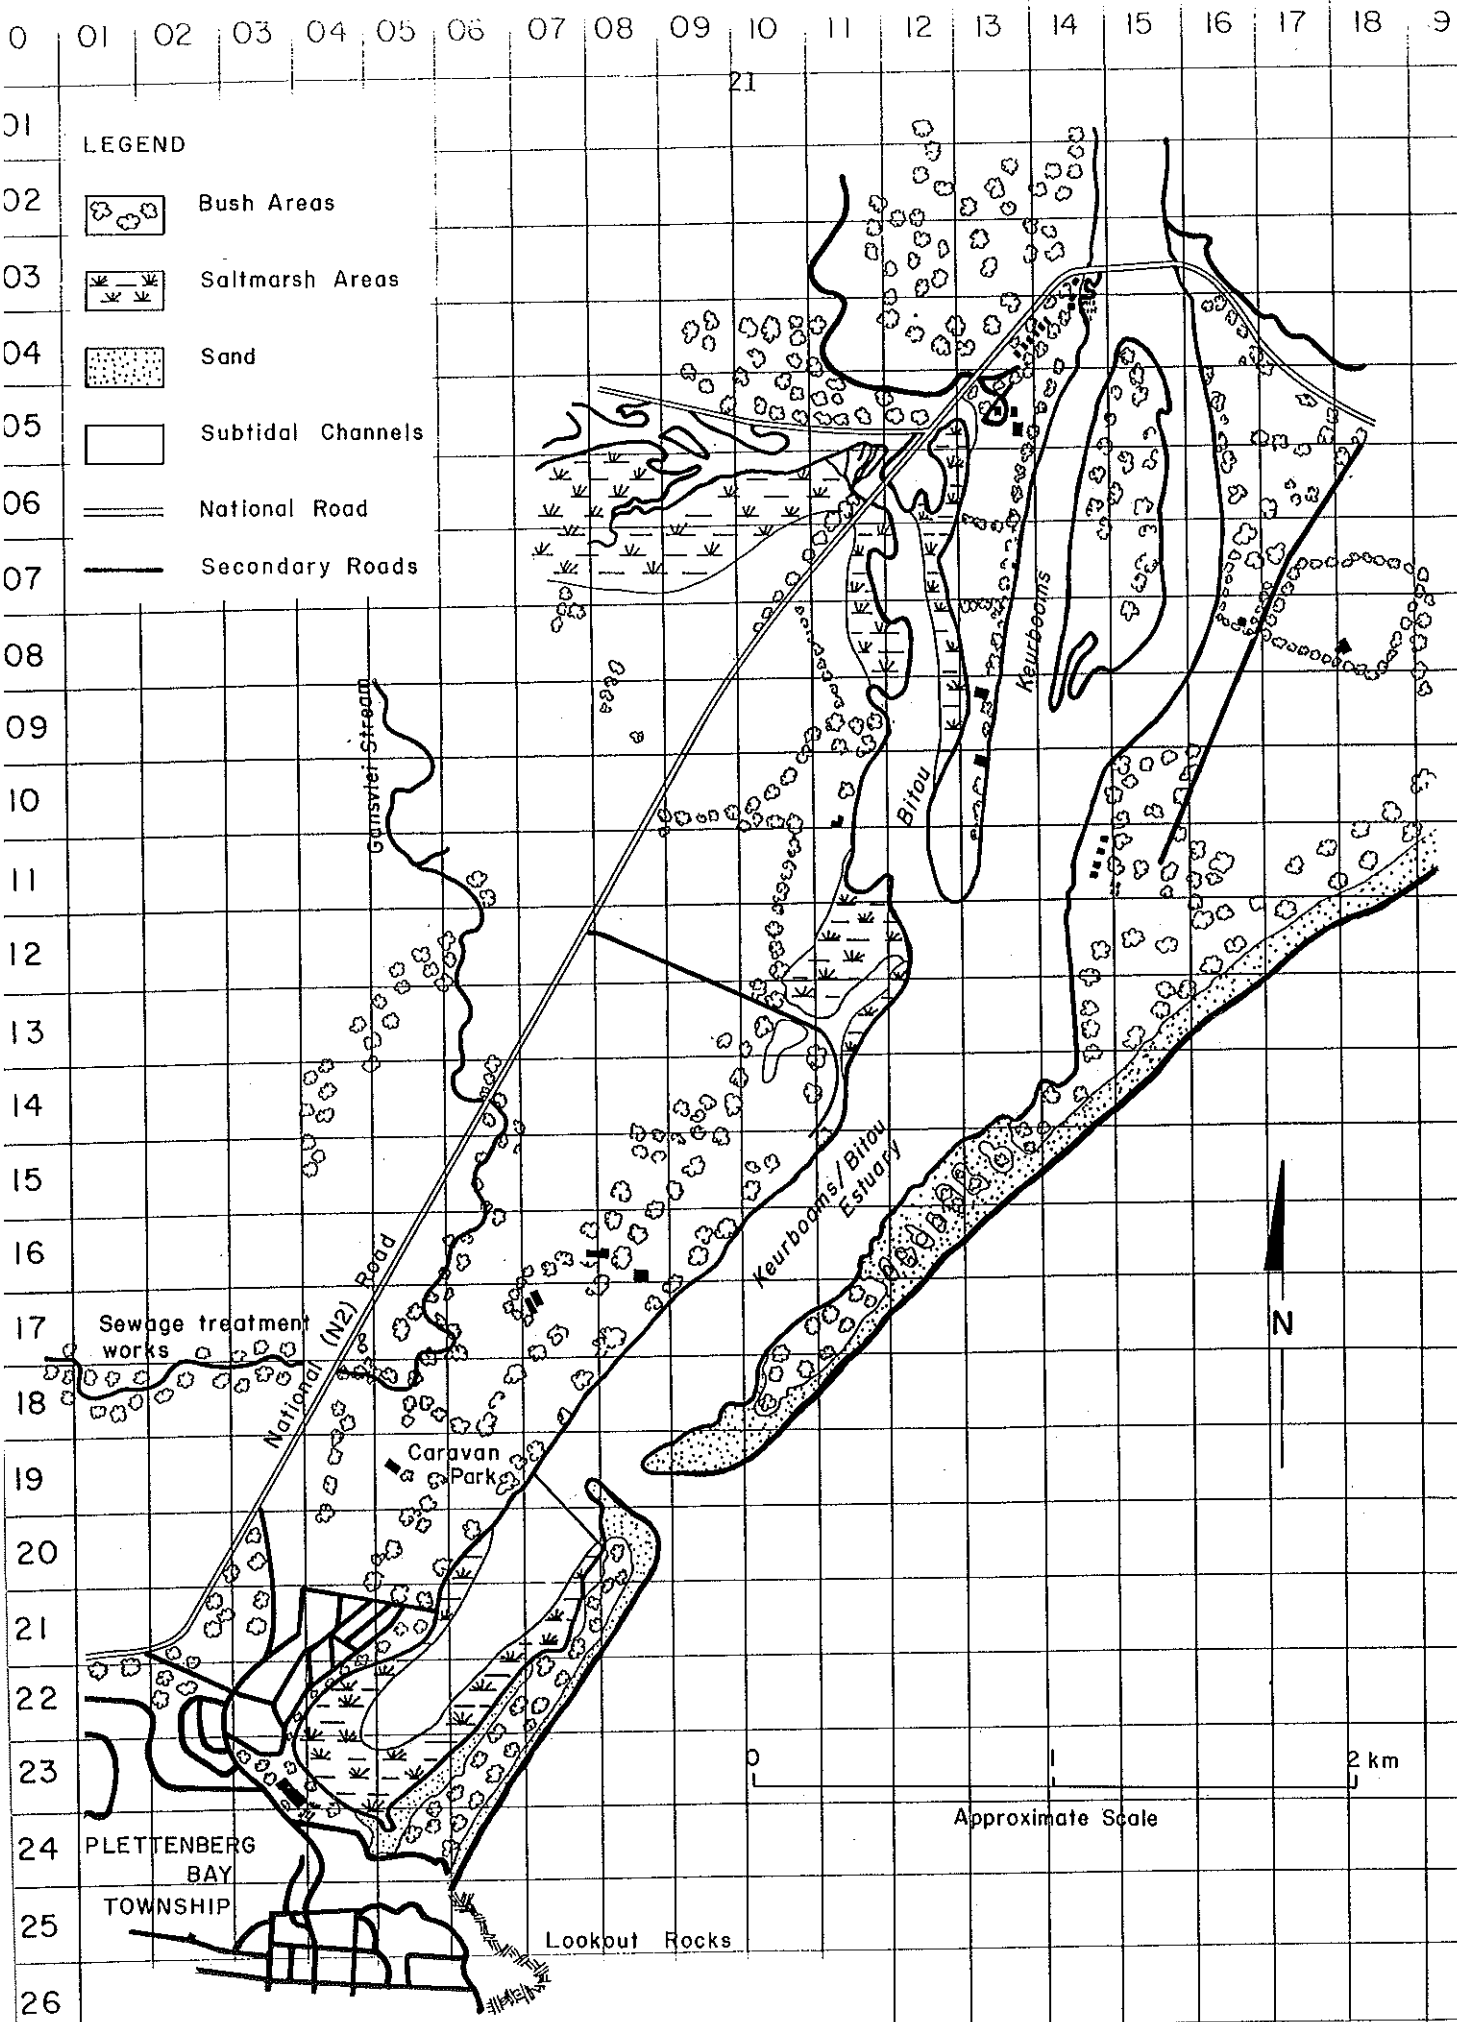 0 01 02 03 04 05 06 07 08 09 10 11 12 13 14 15 16 17 18 9
21
01
LEGEND
02
Bush Areas
03
Saltmarsh Areas
04
Sand
05
Subtidal Channels
06
National Road
07
Secondary Roads
08
09
10
11
12
13
14
15
16
17
18
19
20
21
22
23
24
25
26
Gansvlei Stream
Keurbooms
Bitou
Keurbooms/Bitou
Estuary
National (N2) Road
Sewage treatment
works
Caravan
Park
N
0 1 2 km
Approximate Scale
PLETTENBERG
BAY
TOWNSHIP
Lookout Rocks